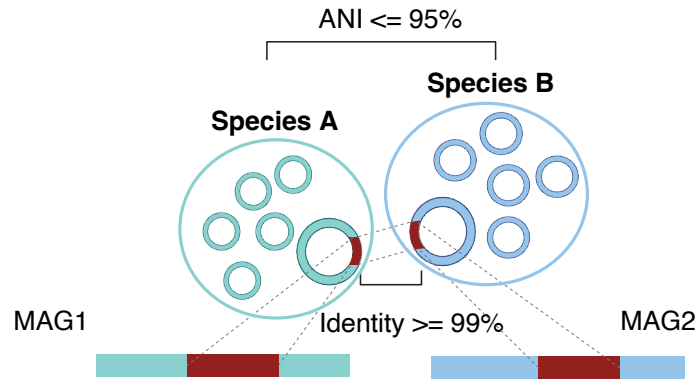 ANI <= 95%
Species B
Species A
Identity >= 99%
MAG1
MAG2